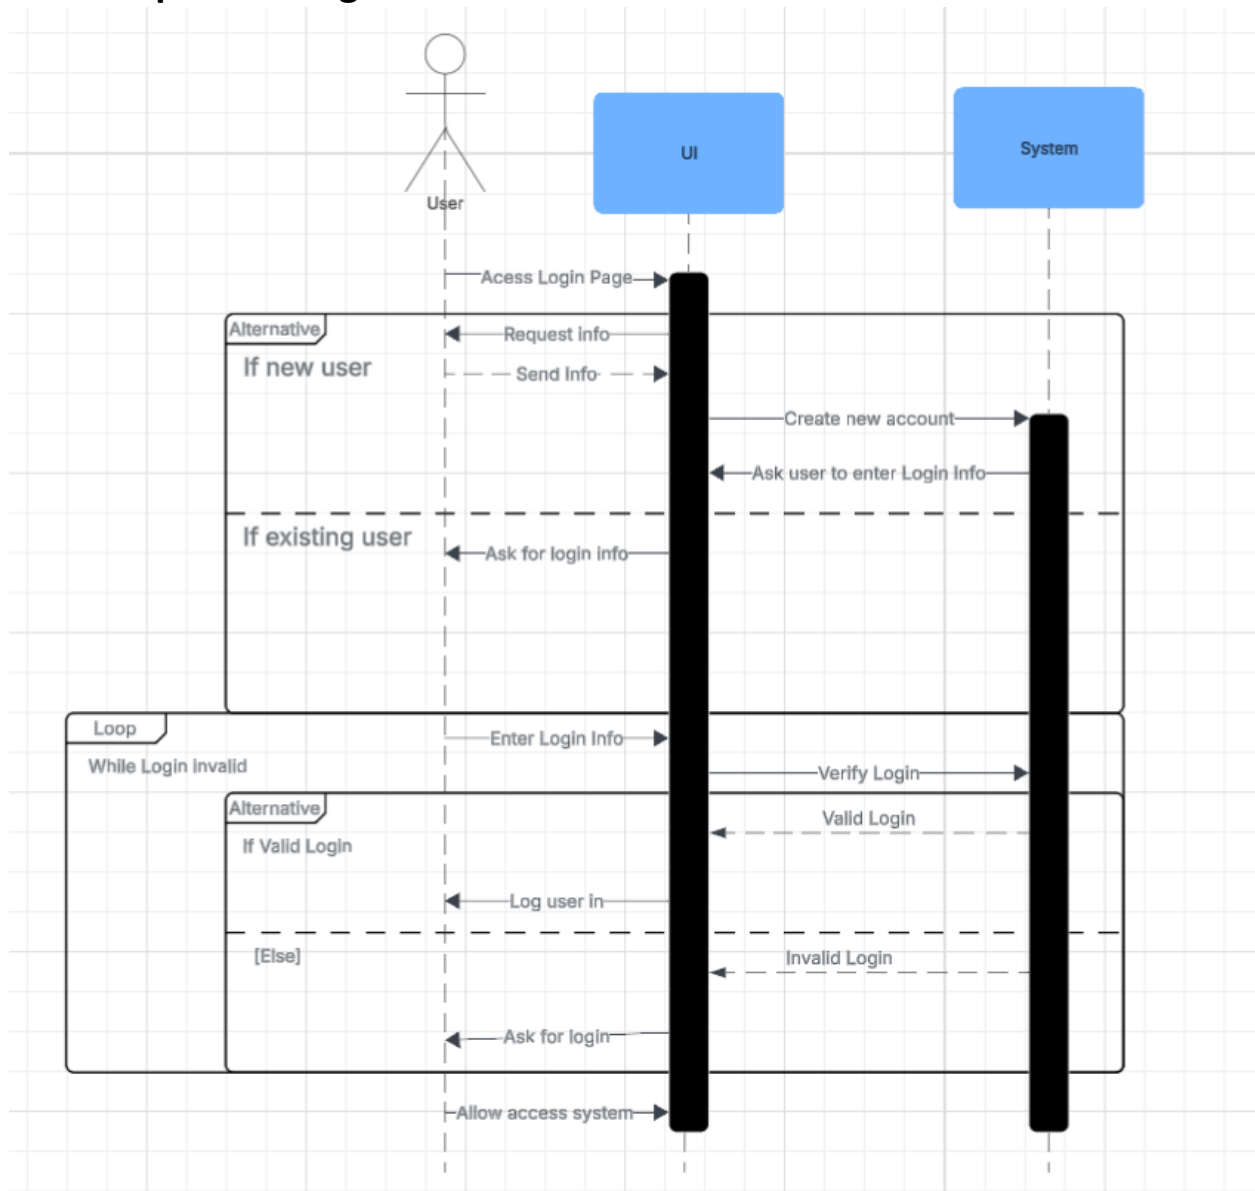 User
UI
System
Acess Login Page
Alternative
Request info
If new user
Send Info
Create new account
Ask user to enter Login Info
If existing user
Ask for login info
Loop
Enter Login Info
While Login invalid
Verify Login
Alternative
Valid Login
If Valid Login
Log user in
[Else]
Invalid Login
Ask for login
Allow access system